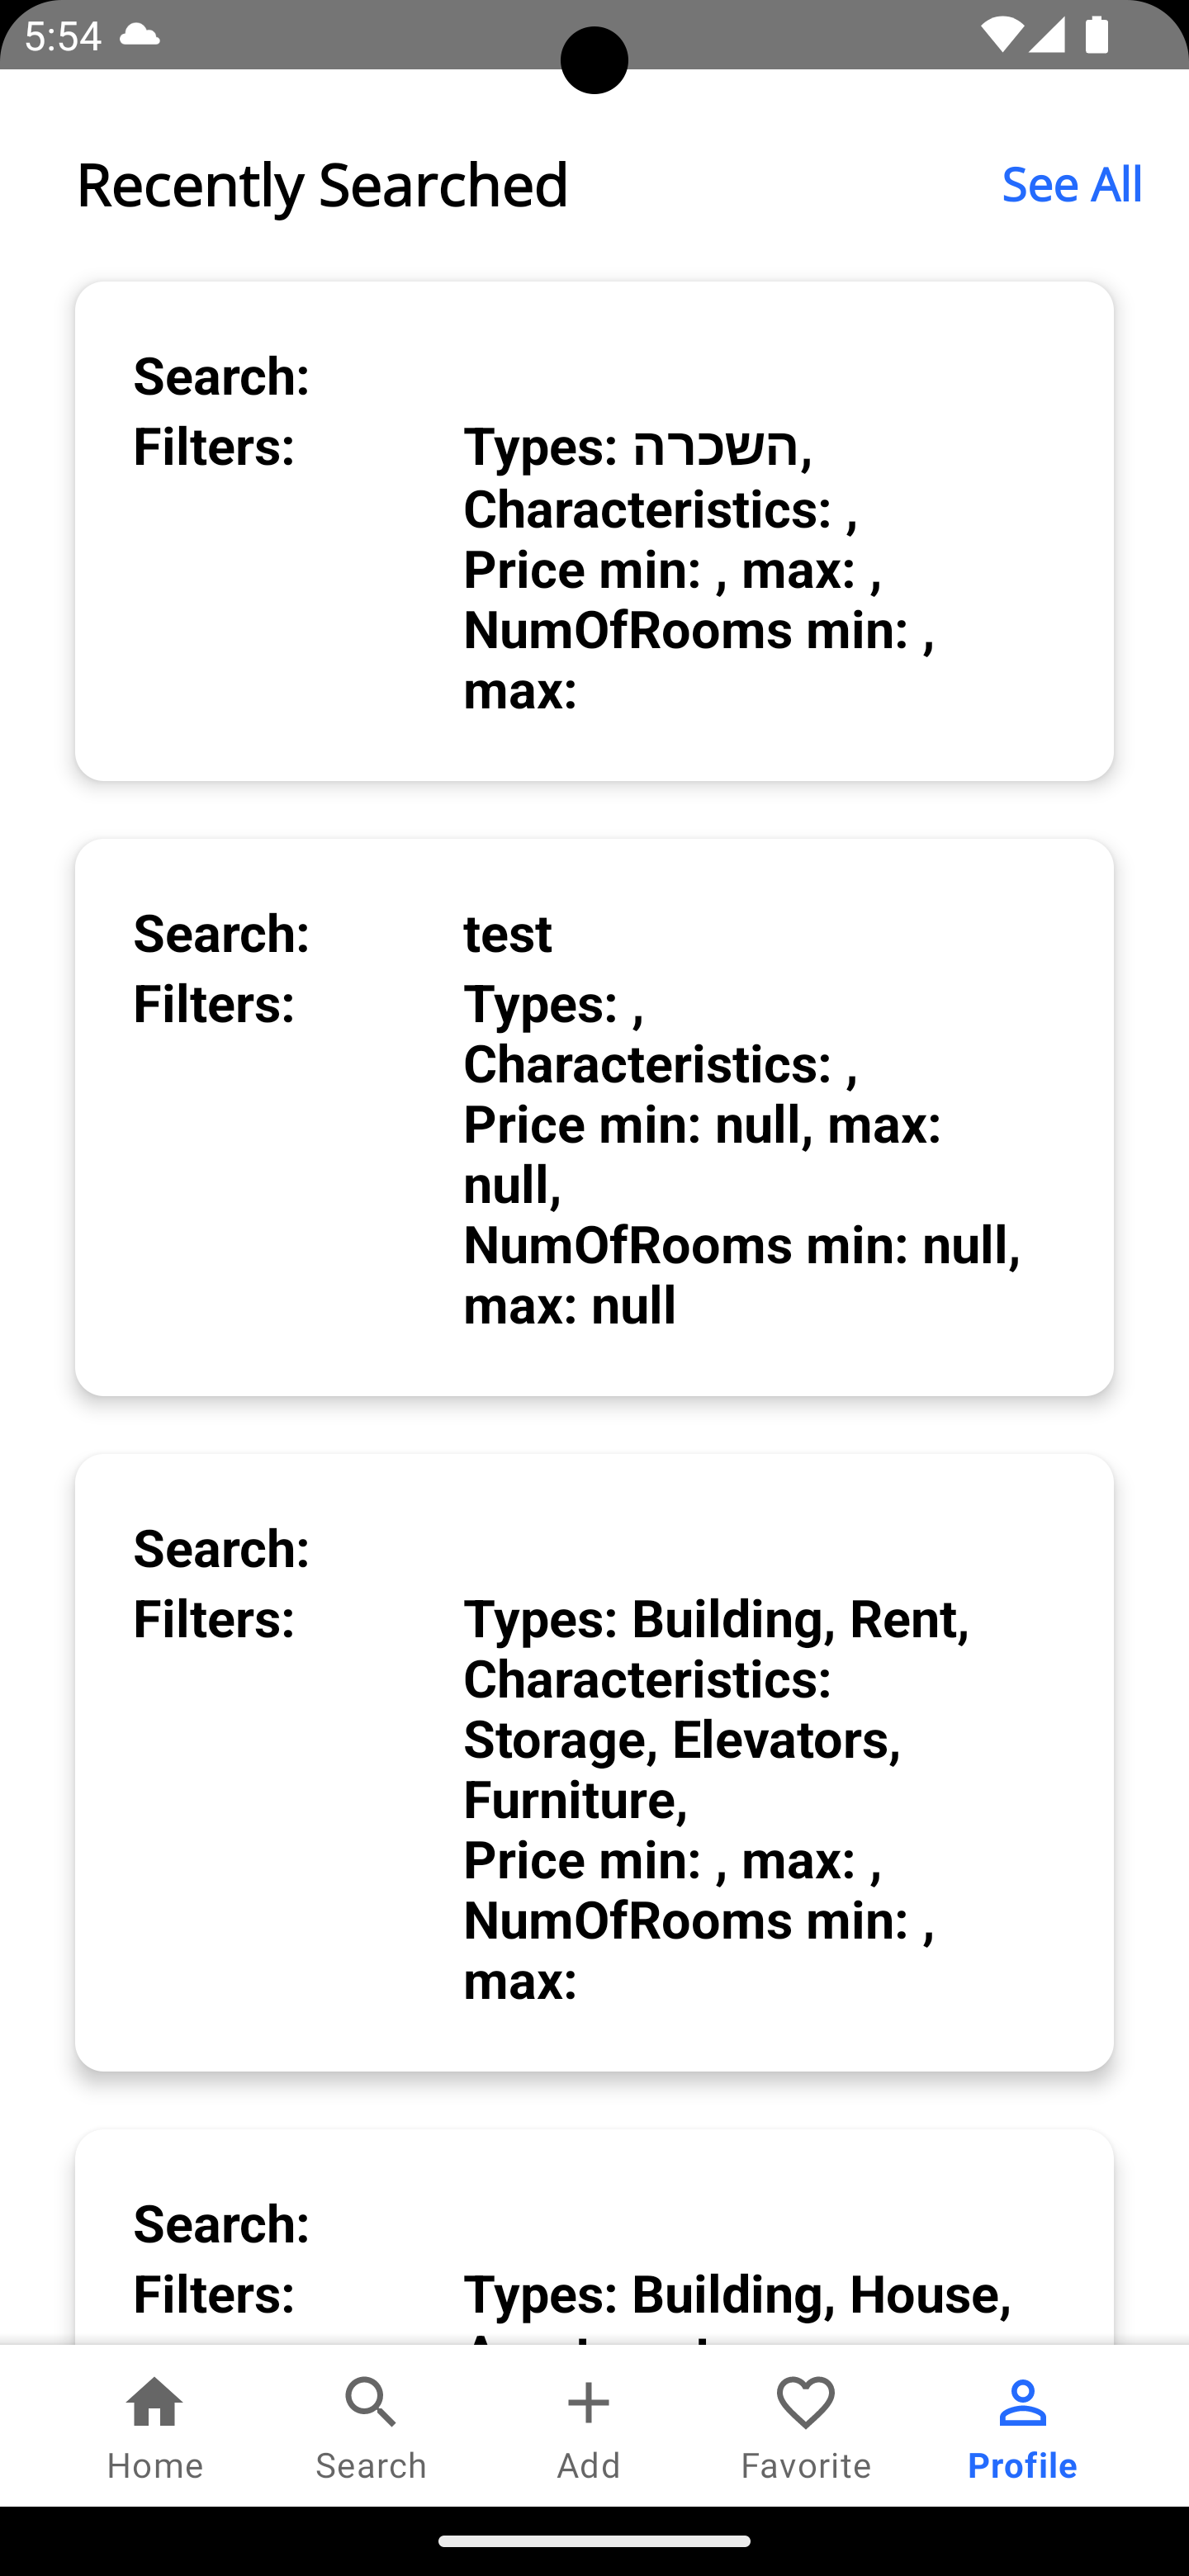 5:54
Recently Searched
See All
Search:
Filters:
Types: השכרה,
Characteristics: ,
Price min: , max: ,
NumOfRooms min: ,
max:
Search:
test
Filters:
Types: ,
Characteristics: ,
Price min: null, max:
null,
NumOfRooms min: null,
max: null
Search:
Filters:
Types: Building, Rent,
Characteristics:
Storage, Elevators,
Furniture,
Price min: , max: ,
NumOfRooms min: ,
max:
Search:
Filters:
Types: Building, House,
Home
Search
Add
Favorite
Profile